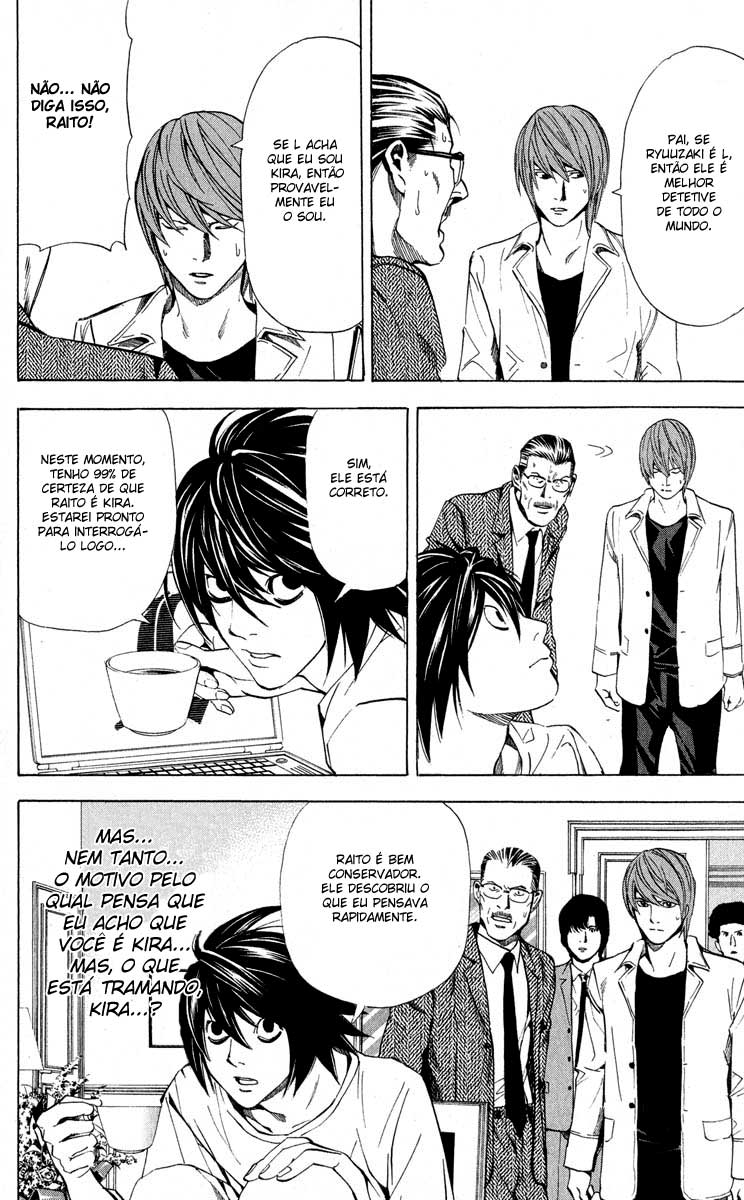 PAI, SE
RYUUZAKI É L,
ENTÃO ELE É
MELHOR
DETETIVE
DE TODO O
MUNDO.
SE L ACHA
QUE EU SOU
KIRA, ENTÃO
PROVAVEL-
MENTE EU
O SOU.
NÃO... NÃO
DIGA ISSO,
RAITO!
SIM,
ELE ESTÁ
CORRETO.
NESTE MOMENTO,
TENHO 99% DE
CERTEZA DE QUE
RAITO É KIRA.
ESTAREI PRONTO
PARA INTERROGÁ-
LO LOGO...
RAITO É BEM
CONSERVADOR.
ELE DESCOBRIU O
QUE EU PENSAVA
RAPIDAMENTE.
MAS...
NEM TANTO...
O MOTIVO PELO
QUAL PENSA QUE
EU ACHO QUE
VOCÊ É KIRA...
MAS, O QUE
ESTÁ TRAMANDO,
KIRA...?